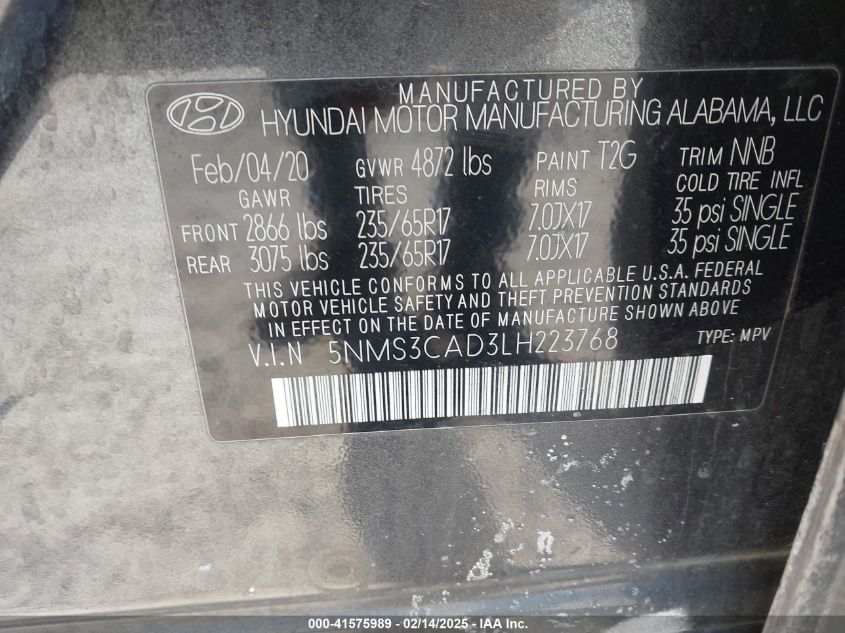 MANUFACTURED BY
HYUNDAI MOTOR MANUFACTURING ALABAMA, LLC
Feb/04/20 GVWR 4872 lbs PAINT T2G TRIM NNB
GAWR TIRES RIMS COLD TIRE INFL
FRONT 2866 lbs 235/65R17 7.0JX17 35 psi SINGLE
REAR 3075 lbs 235/65R17 7.0JX17 35 psi SINGLE
THIS VEHICLE CONFORMS TO ALL APPLICABLE U.S.A. FEDERAL
MOTOR VEHICLE SAFETY AND THEFT PREVENTION STANDARDS
IN EFFECT ON THE DATE OF MANUFACTURE SHOWN ABOVE
V.I.N 5NMS3CAD3LH223768 TYPE: MPV
000-41575989 - 02/14/2025 - IAA Inc.